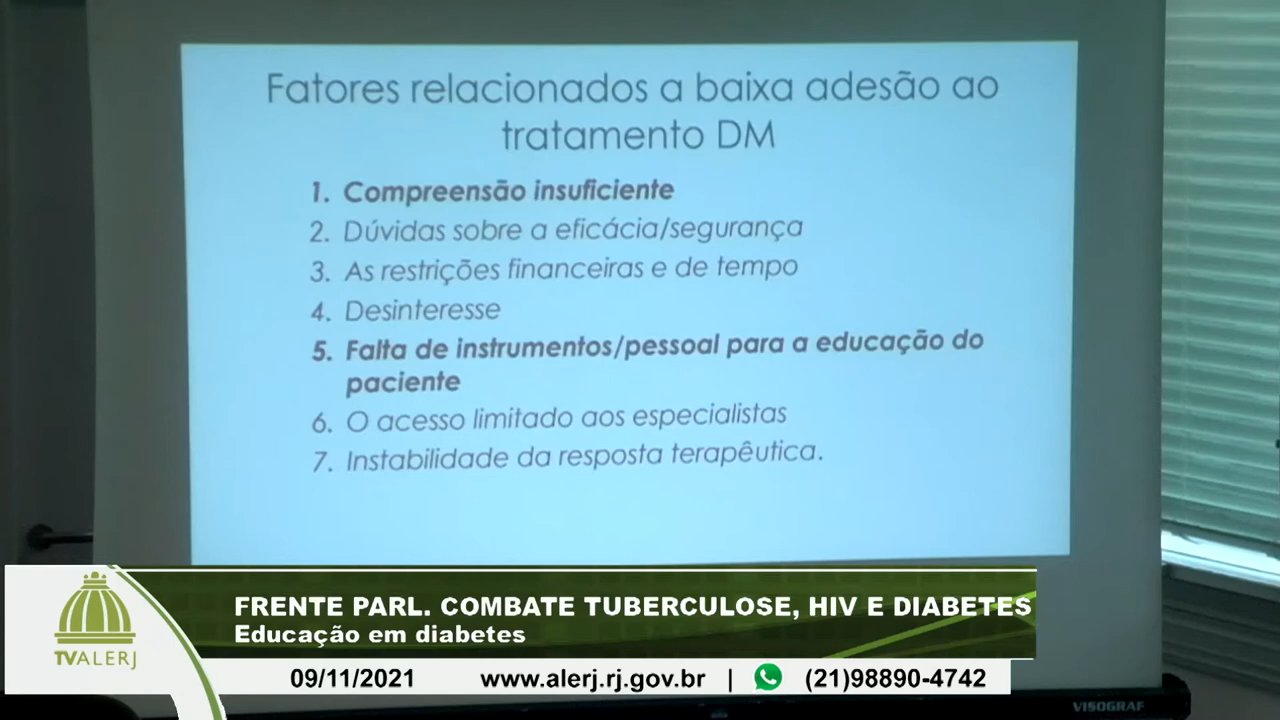 Fatores relacionados a baixa adesão ao
tratamento DM
1. Compreensão insuficiente
2. Dúvidas sobre a eficácia/segurança
3. As restrições financeiras e de tempo
4. Desinteresse
5. Falta de instrumentos/pessoal para a educação do
paciente
6. O acesso limitado aos especialistas
7. Instabilidade da resposta terapêutica.
FRENTE PARL. COMBATE TUBERCULOSE, HIV E DIABETES
Educação em diabetes
TVALERJ
09/11/2021 www.alerj.rj.gov.br | (21)98890-4742
VISOGRAF